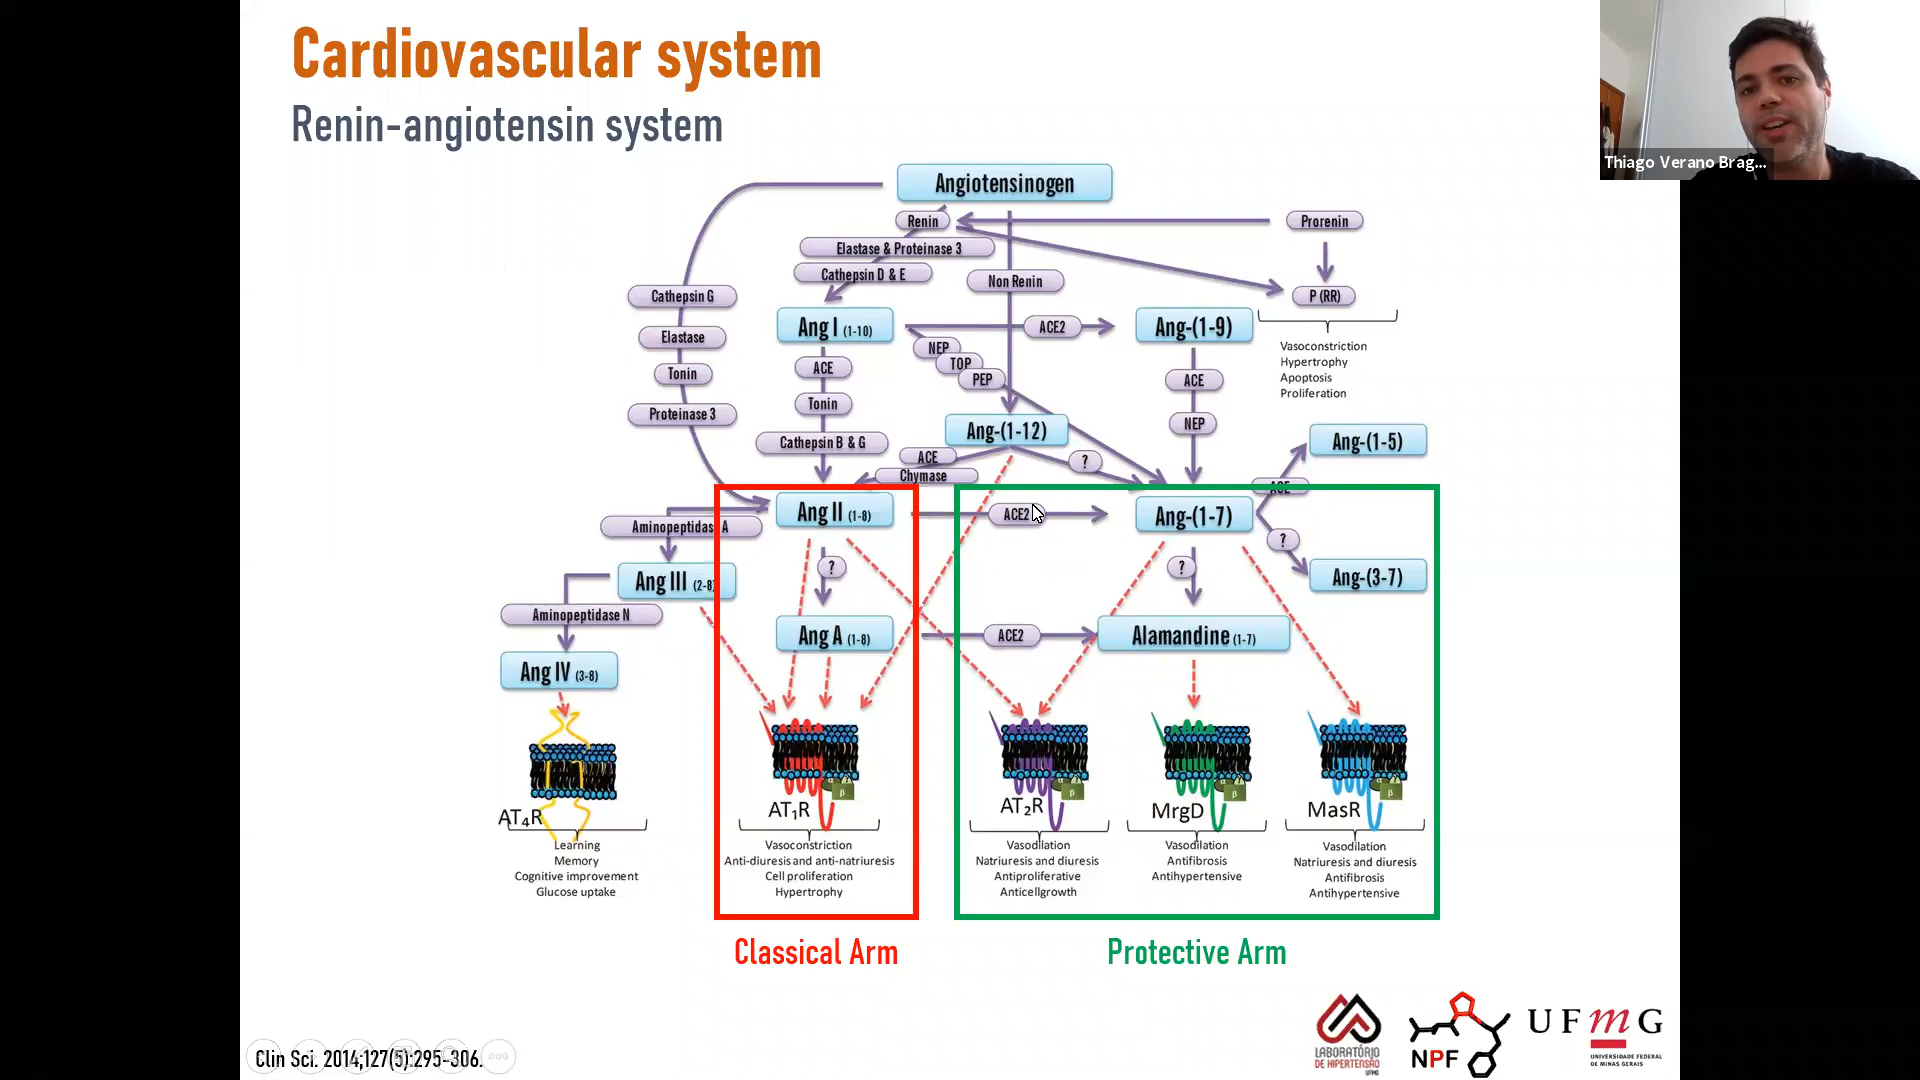 Cardiovascular system
Renin-angiotensin system
Thiago Verano Brag...
Angiotensinogen
Renin
Prorenin
Elastase & Proteinase 3
Cathepsin D & E
Non Renin
P (RR)
Cathepsin G
Elastase
Tonin
Proteinase 3
Ang I (1-10)
ACE2
Ang-(1-9)
NEP
TOP
PEP
ACE
Tonin
Cathepsin B & G
ACE
NEP
Vasoconstriction
Hypertrophy
Apoptosis
Proliferation
Ang-(1-12)
Ang-(1-5)
ACE
Chymase
?
ACE
Ang II (1-8)
ACE2
Ang-(1-7)
Aminopeptidas A
?
?
?
Ang III (2-8)
Ang-(3-7)
Aminopeptidase N
Ang A (1-8)
ACE2
Alamandine (1-7)
Ang IV (3-8)
α
β
α
β
?
β
?
β
AT4R
AT1R
AT2R
MrgD
MasR
Learning
Memory
Cognitive improvement
Glucose uptake
Vasoconstriction
Anti-diuresis and anti-natriuresis
Cell proliferation
Hypertrophy
Vasodilation
Natriuresis and diuresis
Antiproliferative
Anticellgrowth
Vasodilation
Antifibrosis
Antihypertensive
Vasodilation
Natriuresis and diuresis
Antifibrosis
Antihypertensive
Classical Arm
Protective Arm
Clin Sci. 2014;127(5):295-306.
LABORATÓRIO
DE HIPERTENSÃO
UFMG
NPF
UFmG
UNIVERSIDADE FEDERAL
DE MINAS GERAIS